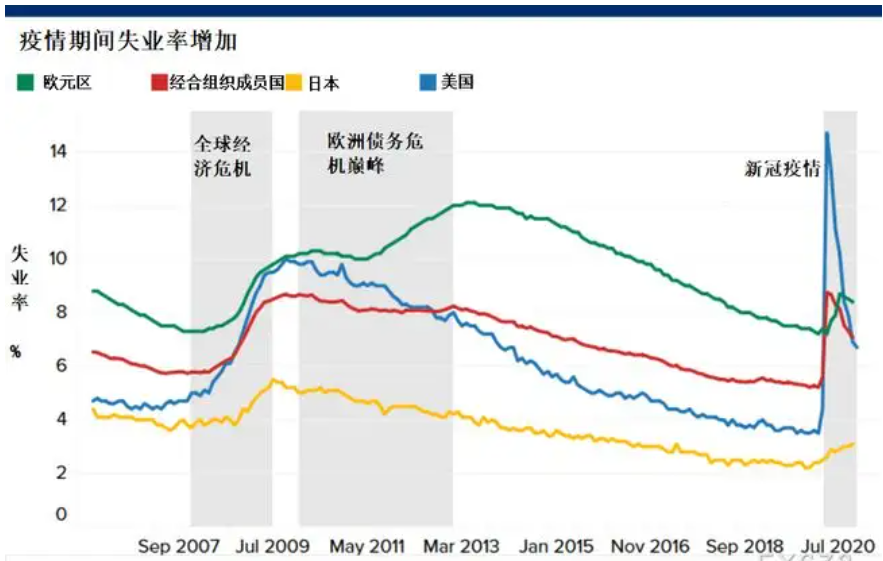 疫情期间失业率增加
欧元区 经合组织成员国 日本 美国
全球经
济危机
欧洲债务危
机巅峰
新冠疫情
14
12
10
8
6
4
2
0
失
业
率
%
Sep 2007 Jul 2009 May 2011 Mar 2013 Jan 2015 Nov 2016 Sep 2018 Jul 2020